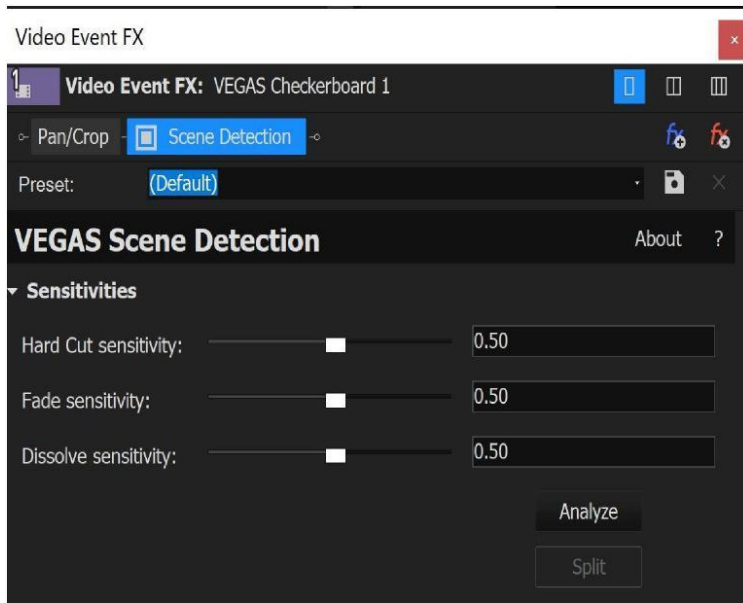 Video Event FX
Video Event FX: VEGAS Checkerboard 1
Pan/Crop Scene Detection
Preset: (Default)
VEGAS Scene Detection About ?
Sensitivities
Hard Cut sensitivity: 0.50
Fade sensitivity: 0.50
Dissolve sensitivity: 0.50
Analyze
Split